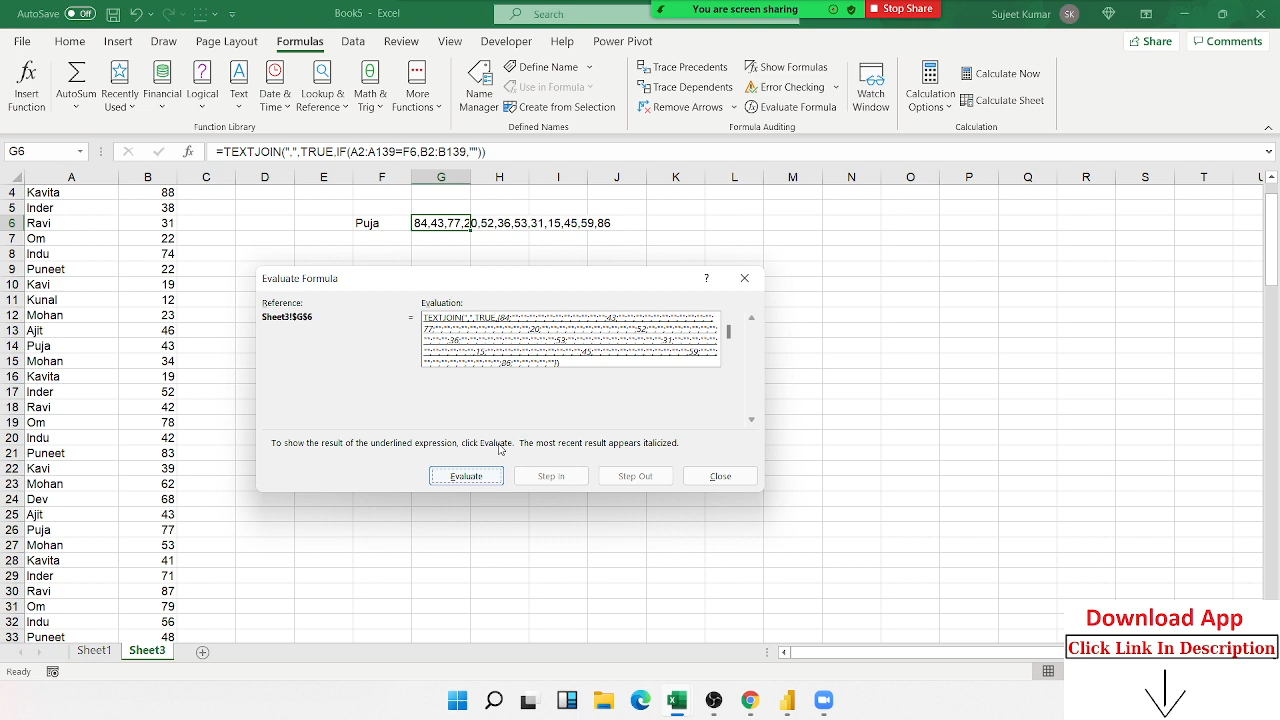 AutoSave Off Book5 - Excel Search You are screen sharing Stop Share Sujeet Kumar SK
File Home Insert Draw Page Layout Formulas Data Review View Developer Help Power Pivot Share Comments
Insert Function AutoSum Recently Used Financial Logical Text Date & Time Lookup & Reference Math & Trig More Functions
Function Library
Name Manager Define Name Use in Formula Create from Selection
Defined Names
Trace Precedents Trace Dependents Remove Arrows Show Formulas Error Checking Evaluate Formula
Formula Auditing
Watch Window
Calculation Options Calculate Now Calculate Sheet
Calculation
G6 fx =TEXTJOIN(",",TRUE,IF(A2:A139=F6,B2:B139,""))
A B C D E F G H I J K L M N O P Q R S T U
4 Kavita 88
5 Inder 38
6 Ravi 31 Puja 84,43,77,20,52,36,53,31,15,45,59,86
7 Om 22
8 Indu 74
9 Puneet 22
10 Kavi 19
11 Kunal 12
12 Mohan 23
13 Ajit 46
14 Puja 43
15 Mohan 34
16 Kavita 19
17 Inder 52
18 Ravi 42
19 Om 78
20 Indu 42
21 Puneet 83
22 Kavi 39
23 Mohan 62
24 Dev 68
25 Ajit 43
26 Puja 77
27 Mohan 53
28 Kavita 41
29 Inder 71
30 Ravi 87
31 Om 79
32 Indu 56
33 Puneet 48
Evaluate Formula ?
Reference: Evaluation:
Sheet3!$G$6 =
To show the result of the underlined expression, click Evaluate. The most recent result appears italicized.
Evaluate Step In Step Out Close
Sheet1 Sheet3
Ready
Download App
Click Link In Description